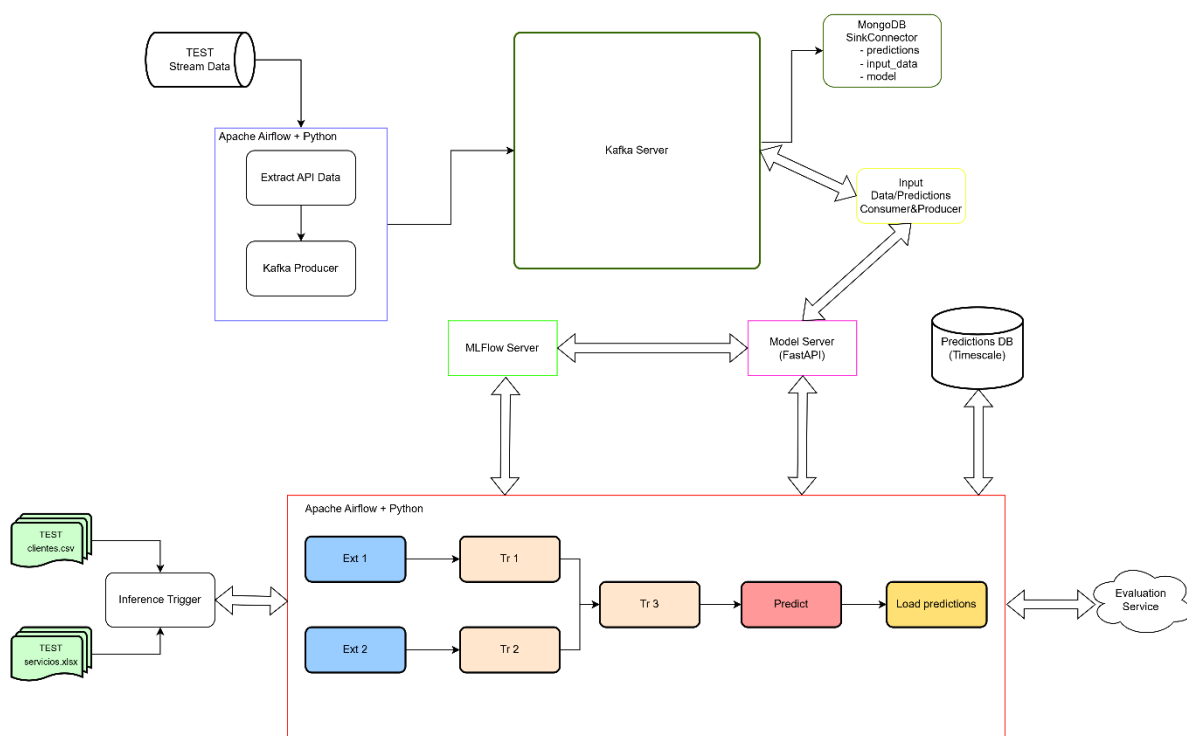 TEST
Stream Data
Apache Airflow + Python
Extract API Data
Kafka Producer
Kafka Server
MongoDB
SinkConnector
- predictions
- input_data
- model
Input
Data/Predictions
Consumer&Producer
MLFlow Server
Model Server
(FastAPI)
Predictions DB
(Timescale)
TEST
clientes.csv
Inference Trigger
TEST
servicios.xlsx
Apache Airflow + Python
Ext 1
Tr 1
Ext 2
Tr 2
Tr 3
Predict
Load predictions
Evaluation
Service